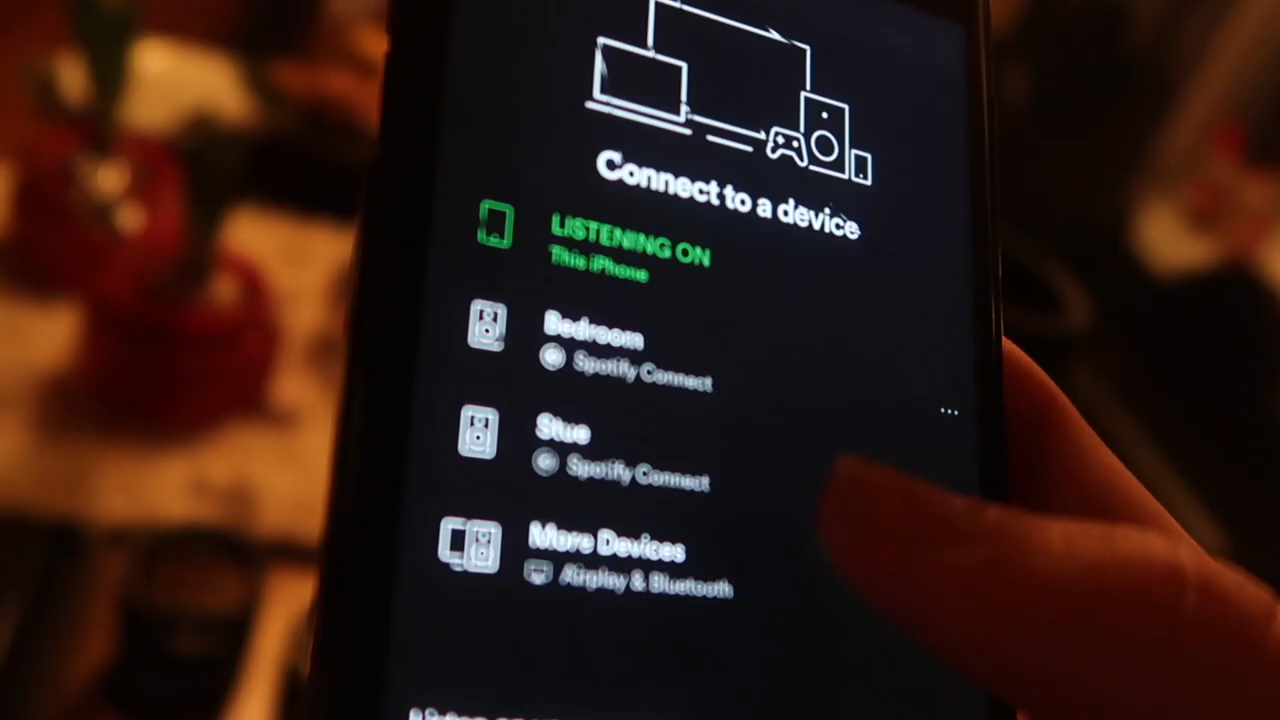 Connect to a device
LISTENING ON
This iPhone
Bedroom
Spotify Connect
...
Stue
Spotify Connect
More Devices
Airplay & Bluetooth